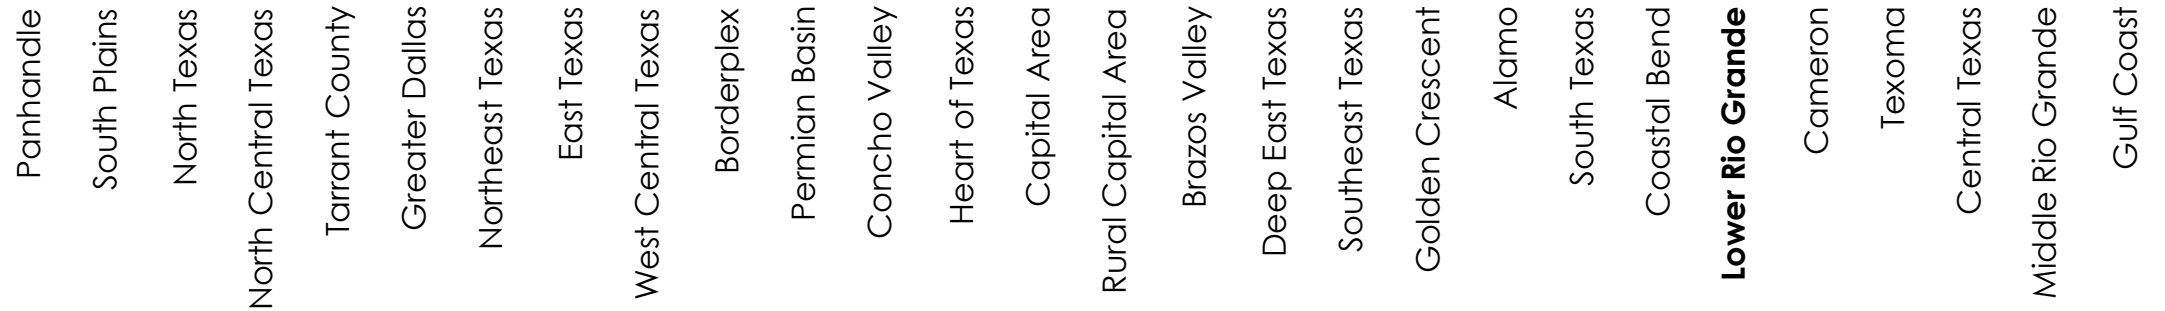 Panhandle
South Plains
North Texas
North Central Texas
Tarrant County
Greater Dallas
Northeast Texas
East Texas
West Central Texas
Borderplex
Permian Basin
Concho Valley
Heart of Texas
Capital Area
Rural Capital Area
Brazos Valley
Deep East Texas
Southeast Texas
Golden Crescent
Alamo
South Texas
Coastal Bend
Lower Rio Grande
Cameron
Texoma
Central Texas
Middle Rio Grande
Gulf Coast